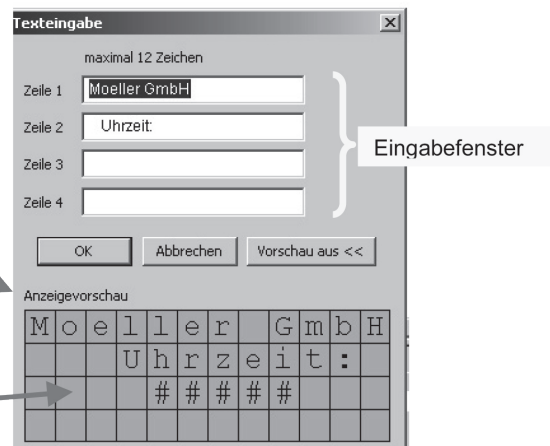 Texteingabe
maximal 12 Zeichen
Zeile 1 Moeller GmbH
Zeile 2 Uhrzeit:
Zeile 3
Zeile 4
Eingabefenster
OK Abbrechen Vorschau aus <<
Anzeigevorschau
Moeller GmbH
Uhrzeit:
#####